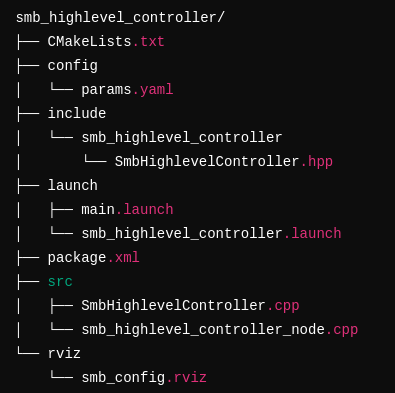 smb_highlevel_controller/
├── CMakeLists.txt
├── config
│   └── params.yaml
├── include
│   └── smb_highlevel_controller
│       └── SmbHighlevelController.hpp
├── launch
│   ├── main.launch
│   └── smb_highlevel_controller.launch
├── package.xml
├── src
│   ├── SmbHighlevelController.cpp
│   └── smb_highlevel_controller_node.cpp
└── rviz
    └── smb_config.rviz